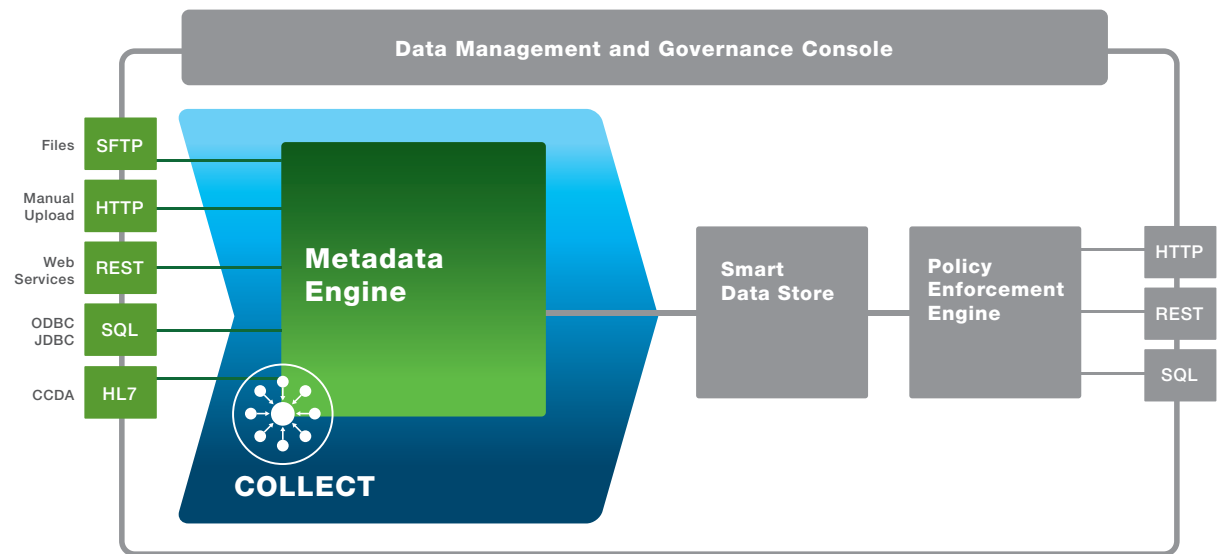 Data Management and Governance Console
Files
SFTP
Manual
Upload
HTTP
Web
Services
REST
ODBC
JDBC
SQL
CCDA
HL7
Metadata
Engine
COLLECT
Smart
Data Store
Policy
Enforcement
Engine
HTTP
REST
SQL